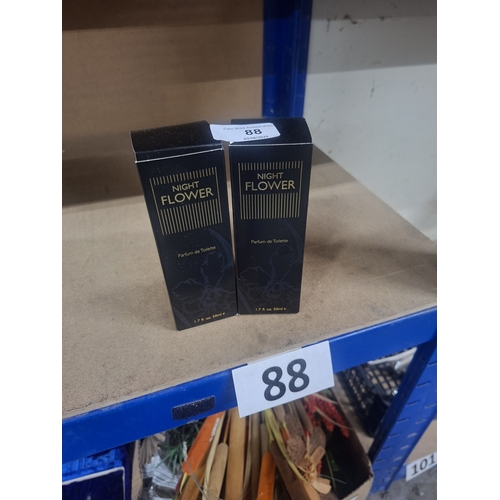 88
NIGHT
FLOWER
Parfum de Toilette
1.7 fl. oz. 50ml e
NIGHT
FLOWER
Parfum de Toilette
1.7 fl. oz. 50ml e
88
101